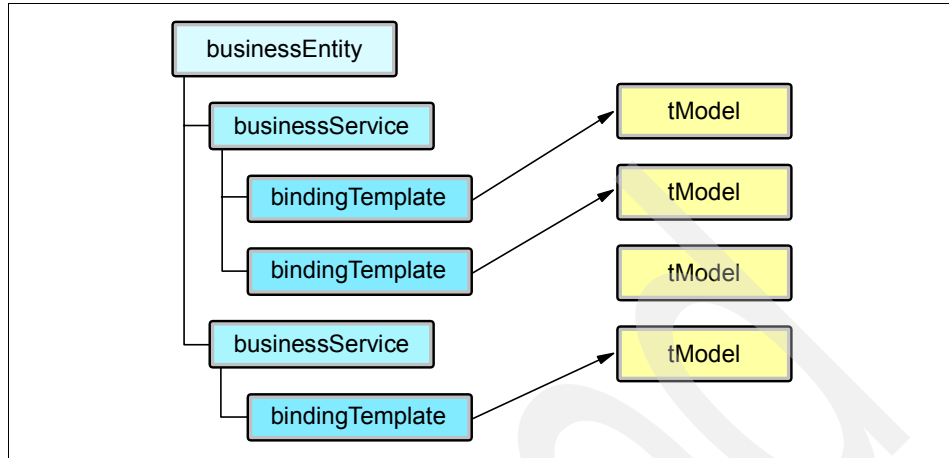 businessEntity
businessService
bindingTemplate
bindingTemplate
businessService
bindingTemplate
tModel
tModel
tModel
tModel